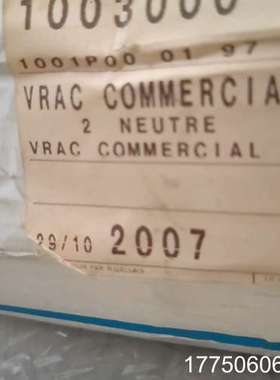 1003000
1001P00 01 97
VRAC COMMERCIA
2 NEUTRE
VRAC COMMERCIAL
29/10 2007
17750606